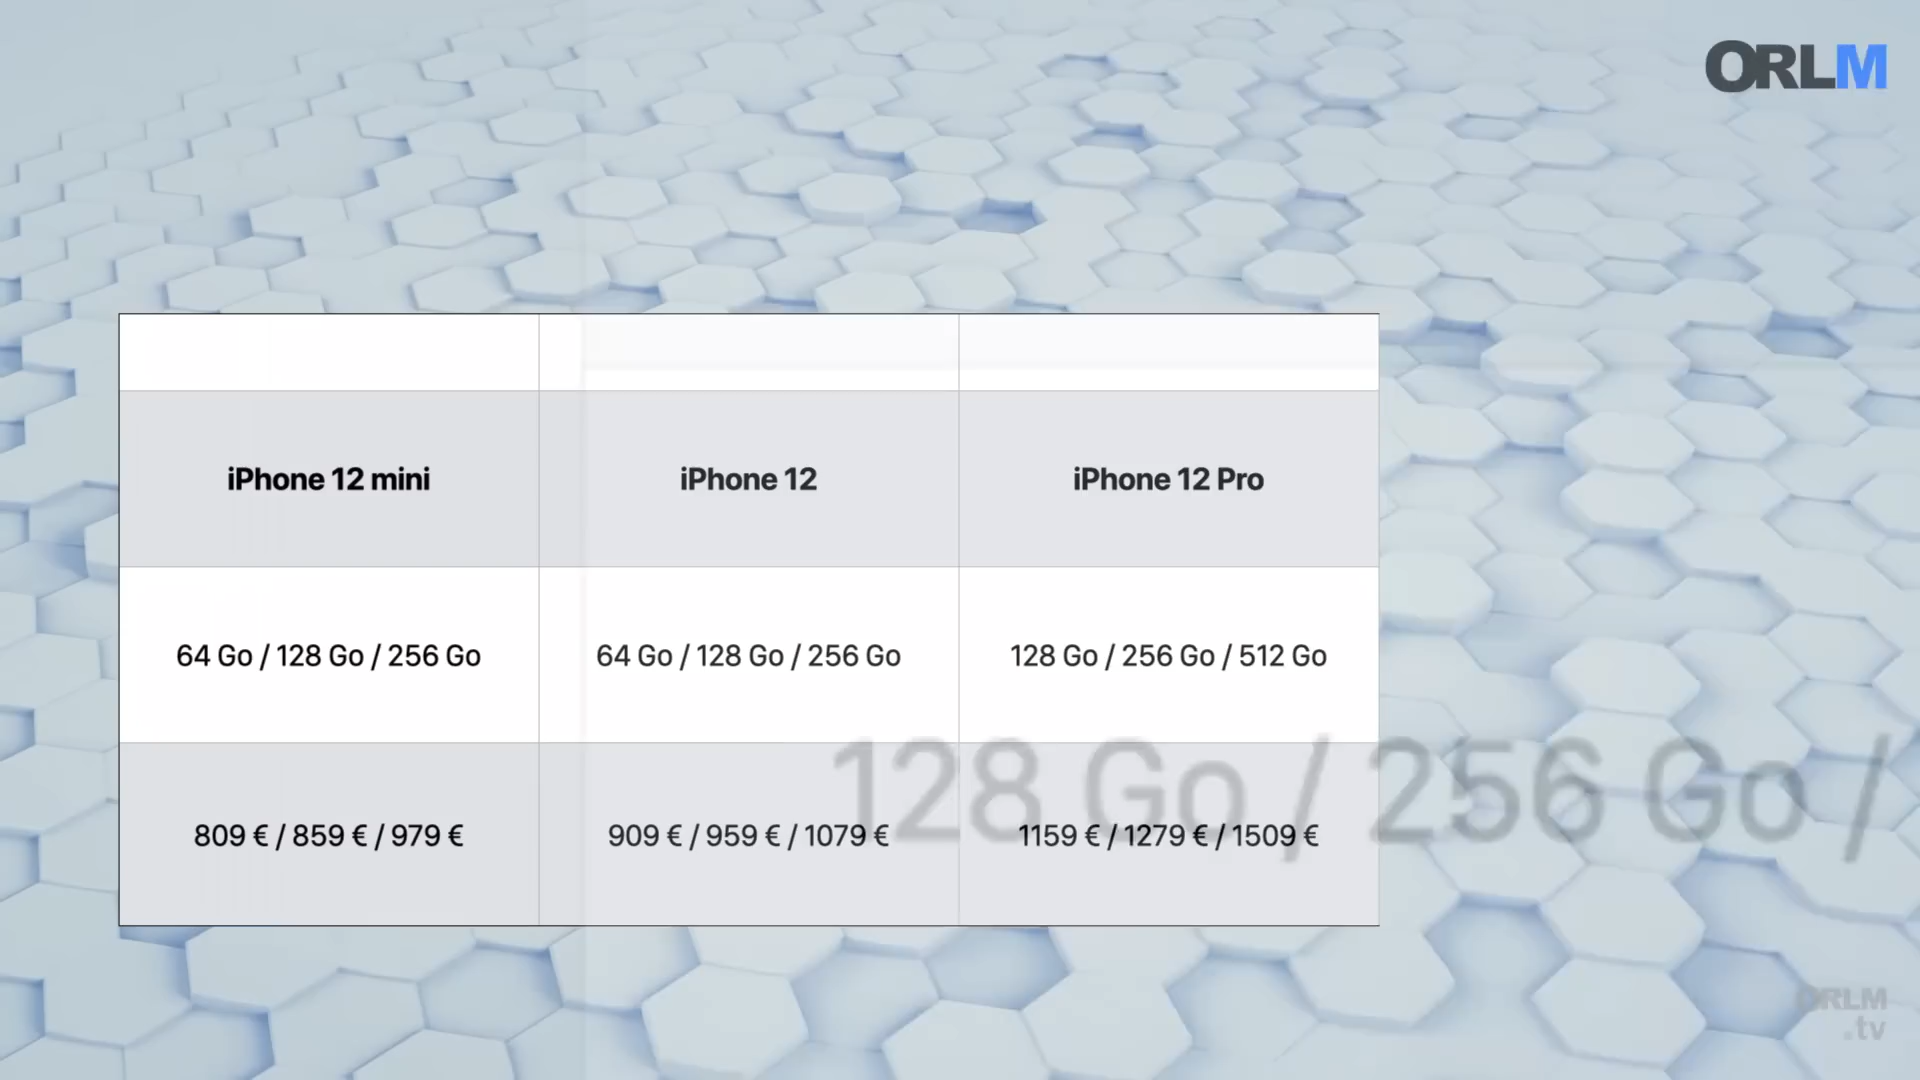 ORLM
iPhone 12 mini
iPhone 12
iPhone 12 Pro
64 Go / 128 Go / 256 Go
64 Go / 128 Go / 256 Go
128 Go / 256 Go / 512 Go
128 Go / 256 Go /
809 € / 859 € / 979 €
909 € / 959 € / 1079 €
1159 € / 1279 € / 1509 €
ORLM
.tv